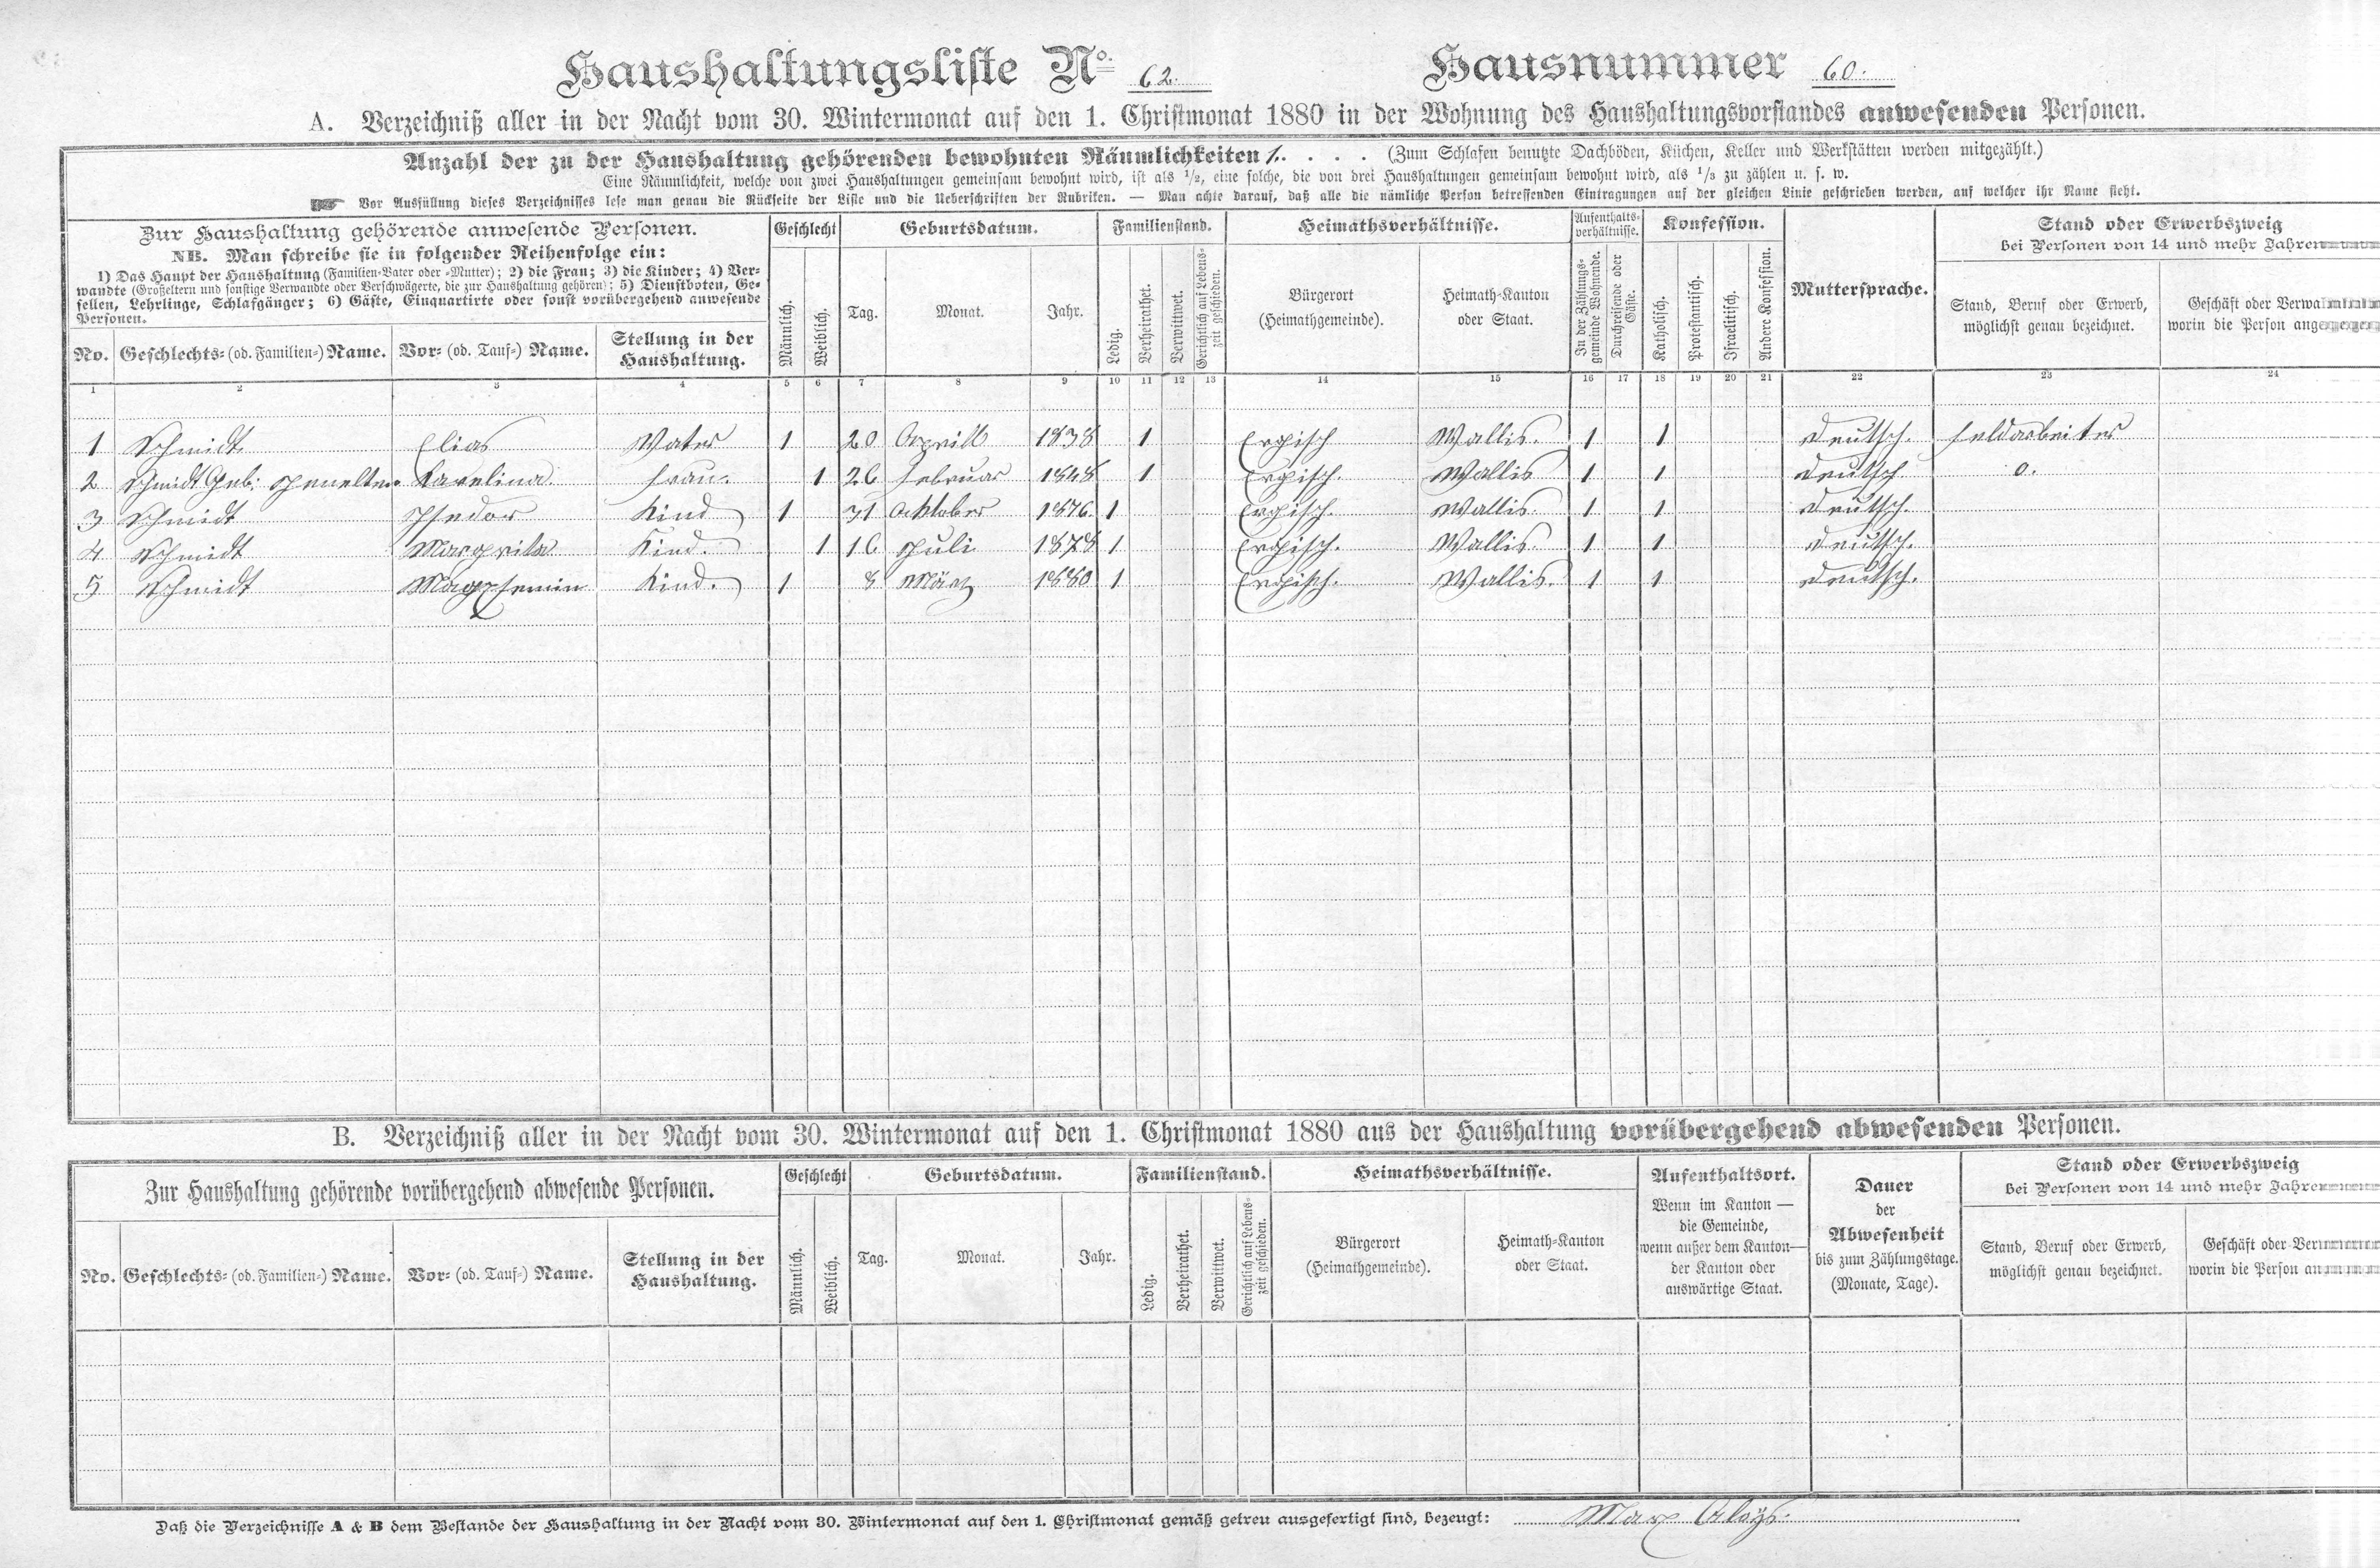 Haushaltungsliste No. 62. Hausnummer 60.
A. Verzeichniß aller in der Nacht vom 30. Wintermonat auf den 1. Christmonat 1880 in der Wohnung des Haushaltungsvorstandes anwesenden Personen.
Anzahl der zu der Haushaltung gehörenden bewohnten Räumlichkeiten 1. . . . . (Zum Schlafen benutzte Dachböden, Küchen, Keller und Werkstätten werden mitgezählt.)
Eine Räumlichkeit, welche von zwei Haushaltungen gemeinsam bewohnt wird, ist als 1/2, eine solche, die von drei Haushaltungen gemeinsam bewohnt wird, als 1/3 zu zählen u. s. w.
Vor Ausfüllung dieses Verzeichnisses lese man genau die Rückseite der Liste und die Ueberschriften der Rubriken. — Man achte darauf, daß alle die nämliche Person betreffenden Eintragungen auf der gleichen Linie geschrieben werden, auf welcher ihr Name steht.
Zur Haushaltung gehörende anwesende Personen. Geschlecht Geburtsdatum. Familienstand. Heimathsverhältnisse. Aufenthalts-verhältnisse. Konfession. Muttersprache. Stand oder Erwerbszweig
bei Personen von 14 und mehr Jahren
NB. Man schreibe sie in folgender Reihenfolge ein:
1) Das Haupt der Haushaltung (Familien-Vater oder -Mutter); 2) die Frau; 3) die Kinder; 4) Ver-
wandte (Großeltern und sonstige Verwandte oder Verschwägerte, die zur Haushaltung gehören); 5) Dienstboten, Ge-
sellen, Lehrlinge, Schlafgänger; 6) Gäste, Einquartirte oder sonst vorübergehend anwesende
Personen.
No. Geschlechts- (od. Familien-) Name. Vor- (od. Tauf-) Name. Stellung in der Haushaltung. Männlich. Weiblich. Tag. Monat. Jahr. Ledig. Verheirathet. Verwittwet. Gerichtlich auf Lebenszeit geschieden. Bürgerort (Heimathgemeinde). Heimath-Kanton oder Staat. In der Zählungs-gemeinde Wohnende. Durchreisende oder Gäste. Katholisch. Protestantisch. Israelitisch. Andere Konfession. Stand, Beruf oder Erwerb, möglichst genau bezeichnet. Geschäft oder worin die Person
1 2 3 4 5 6 7 8 9 10 11 12 13 14 15 16 17 18 19 20 21 22 23 24
1 Schmidt Elias Vater 1 20 Aprill 1838 1 Ergisch Wallis. 1 1 deutsch. feldarbeiter
2 Schmidt Geb: Karelina frau. 1 26 februar 1848 1 Ergisch. Wallis 1 1 deutsch 0.
3 Schmidt Isedor Kind 1 31 Acktober 1876. 1 Ergisch. Wallis. 1 1 deutsch.
4 Schmidt Margrita Kind. 1 16 Juli 1878 1 Ergisch. Wallis. 1 1 deutsch.
5 Schmidt Kind. 1 8 März 1880 1 Ergisch. Wallis. 1 1 deutsch.
B. Verzeichniß aller in der Nacht vom 30. Wintermonat auf den 1. Christmonat 1880 aus der Haushaltung vorübergehend abwesenden Personen.
Zur Haushaltung gehörende vorübergehend abwesende Personen. Geschlecht Geburtsdatum. Familienstand. Heimathsverhältnisse. Aufenthaltsort. Wenn im Kanton — die Gemeinde, wenn außer dem Kanton — der Kanton oder auswärtige Staat. Dauer der Abwesenheit bis zum Zählungstage. (Monate, Tage). Stand oder Erwerbszweig
bei Personen von 14 und mehr Jahren
No. Geschlechts- (od. Familien-) Name. Vor- (od. Tauf-) Name. Stellung in der Haushaltung. Männlich. Weiblich. Tag. Monat. Jahr. Ledig. Verheirathet. Verwittwet. Gerichtlich auf Lebens-zeit geschieden. Bürgerort (Heimathgemeinde). Heimath-Kanton oder Staat. Stand, Beruf oder Erwerb, möglichst genau bezeichnet. Geschäft oder worin die Person
Daß die Verzeichnisse A & B dem Bestande der Haushaltung in der Nacht vom 30. Wintermonat auf den 1. Christmonat gemäß getreu ausgefertigt sind, bezeugt: Marx Aloÿs.